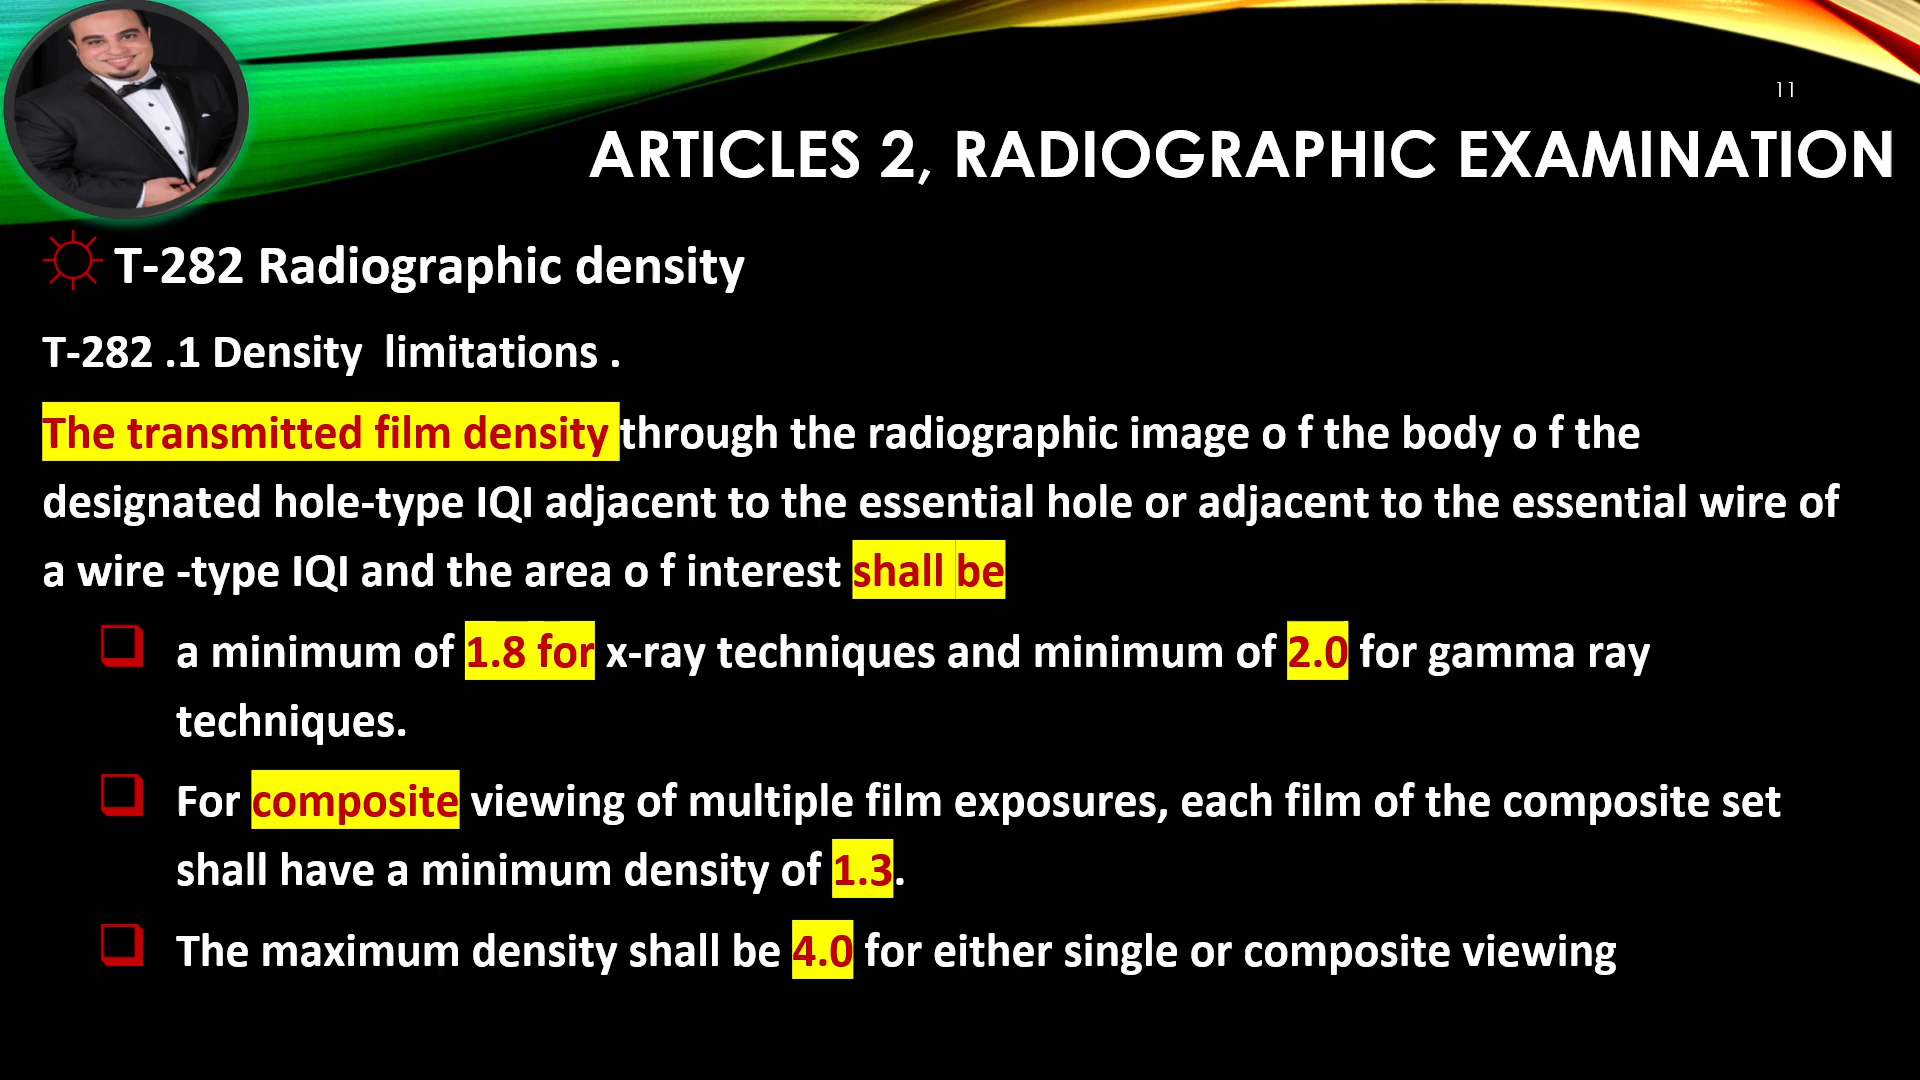 11
ARTICLES 2, RADIOGRAPHIC EXAMINATION
T-282 Radiographic density
T-282 .1 Density  limitations .
The transmitted film density through the radiographic image o f the body o f the
designated hole-type IQI adjacent to the essential hole or adjacent to the essential wire of
a wire -type IQI and the area o f interest shall be
a minimum of 1.8 for x-ray techniques and minimum of 2.0 for gamma ray
techniques.
For composite viewing of multiple film exposures, each film of the composite set
shall have a minimum density of 1.3.
The maximum density shall be 4.0 for either single or composite viewing